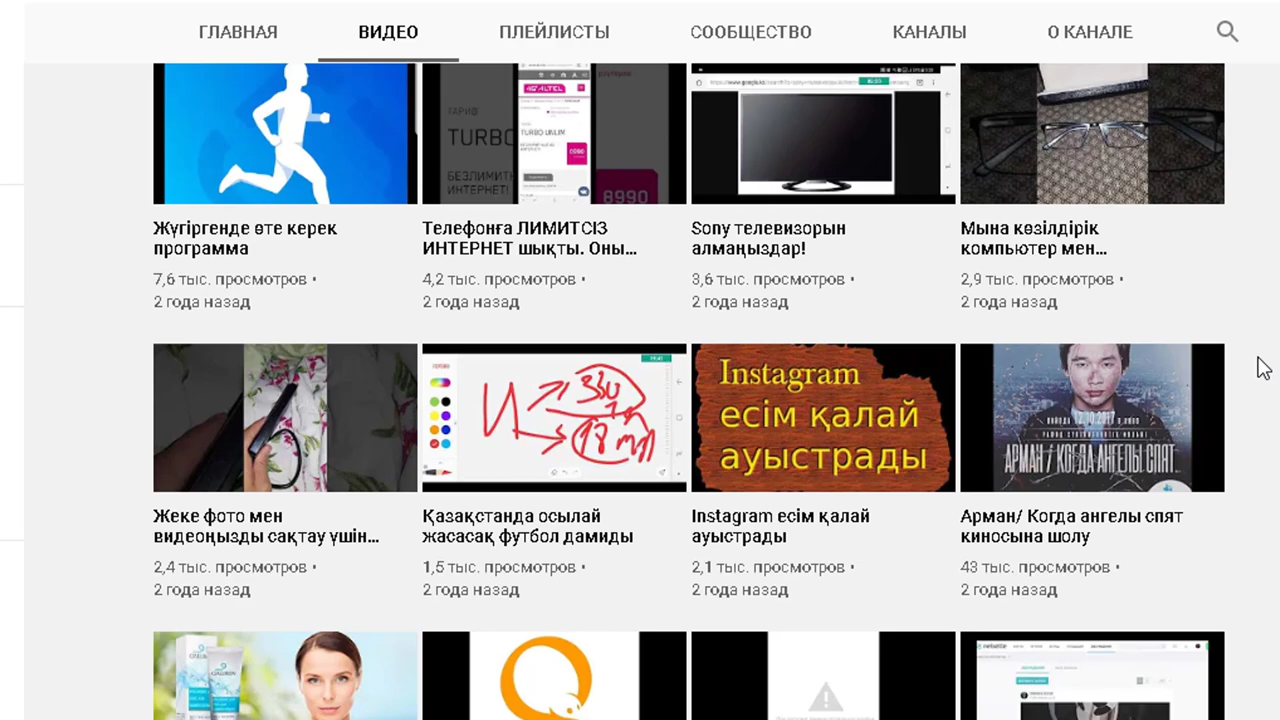 ГЛАВНАЯ
ВИДЕО
ПЛЕЙЛИСТЫ
СООБЩЕСТВО
КАНАЛЫ
О КАНАЛЕ
ТАРИФ
TURBO
БЕЗЛИМИТН
ИНТЕРНЕТ!
ALTEL
TURBO UNLIM
8990
8990
Жүгіргенде өте керек
программа
7,6 тыс. просмотров •
2 года назад
Телефонға ЛИМИТСІЗ
ИНТЕРНЕТ шықты. Оны...
4,2 тыс. просмотров •
2 года назад
Sony телевизорын
алмаңыздар!
3,6 тыс. просмотров •
2 года назад
Мына көзілдірік
компьютер мен...
2,9 тыс. просмотров •
2 года назад
Instagram
есім қалай
ауыстрады
АРМАН / КОГДА АНГЕЛЫ СПЯТ...
Жеке фото мен
видеоңызды сақтау үшін...
2,4 тыс. просмотров •
2 года назад
Қазақстанда осылай
жасасақ футбол дамиды
1,5 тыс. просмотров •
2 года назад
Instagram есім қалай
ауыстрады
2,1 тыс. просмотров •
2 года назад
Арман/ Когда ангелы спят
киносына шолу
43 тыс. просмотров •
2 года назад